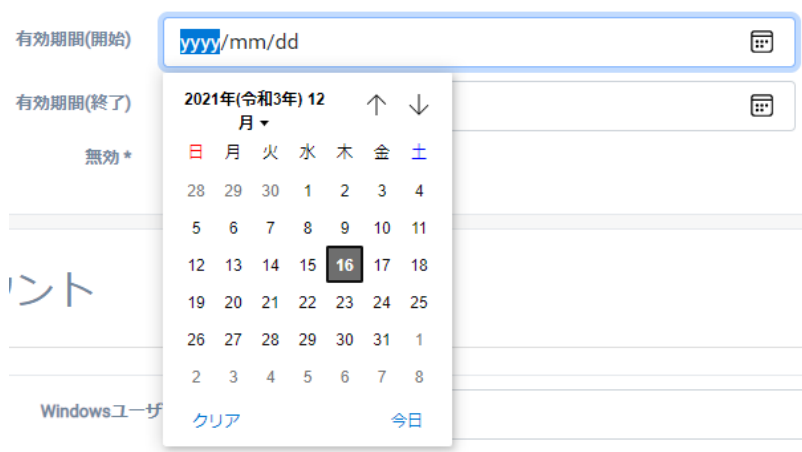 有効期間(開始)
yyyy/mm/dd
有効期間(終了)
2021年(令和3年) 12
月
無効 *
日 月 火 水 木 金 土
28 29 30 1 2 3 4
5 6 7 8 9 10 11
12 13 14 15 16 17 18
19 20 21 22 23 24 25
26 27 28 29 30 31 1
2 3 4 5 6 7 8
クリア 今日
ント
Windowsユーザ